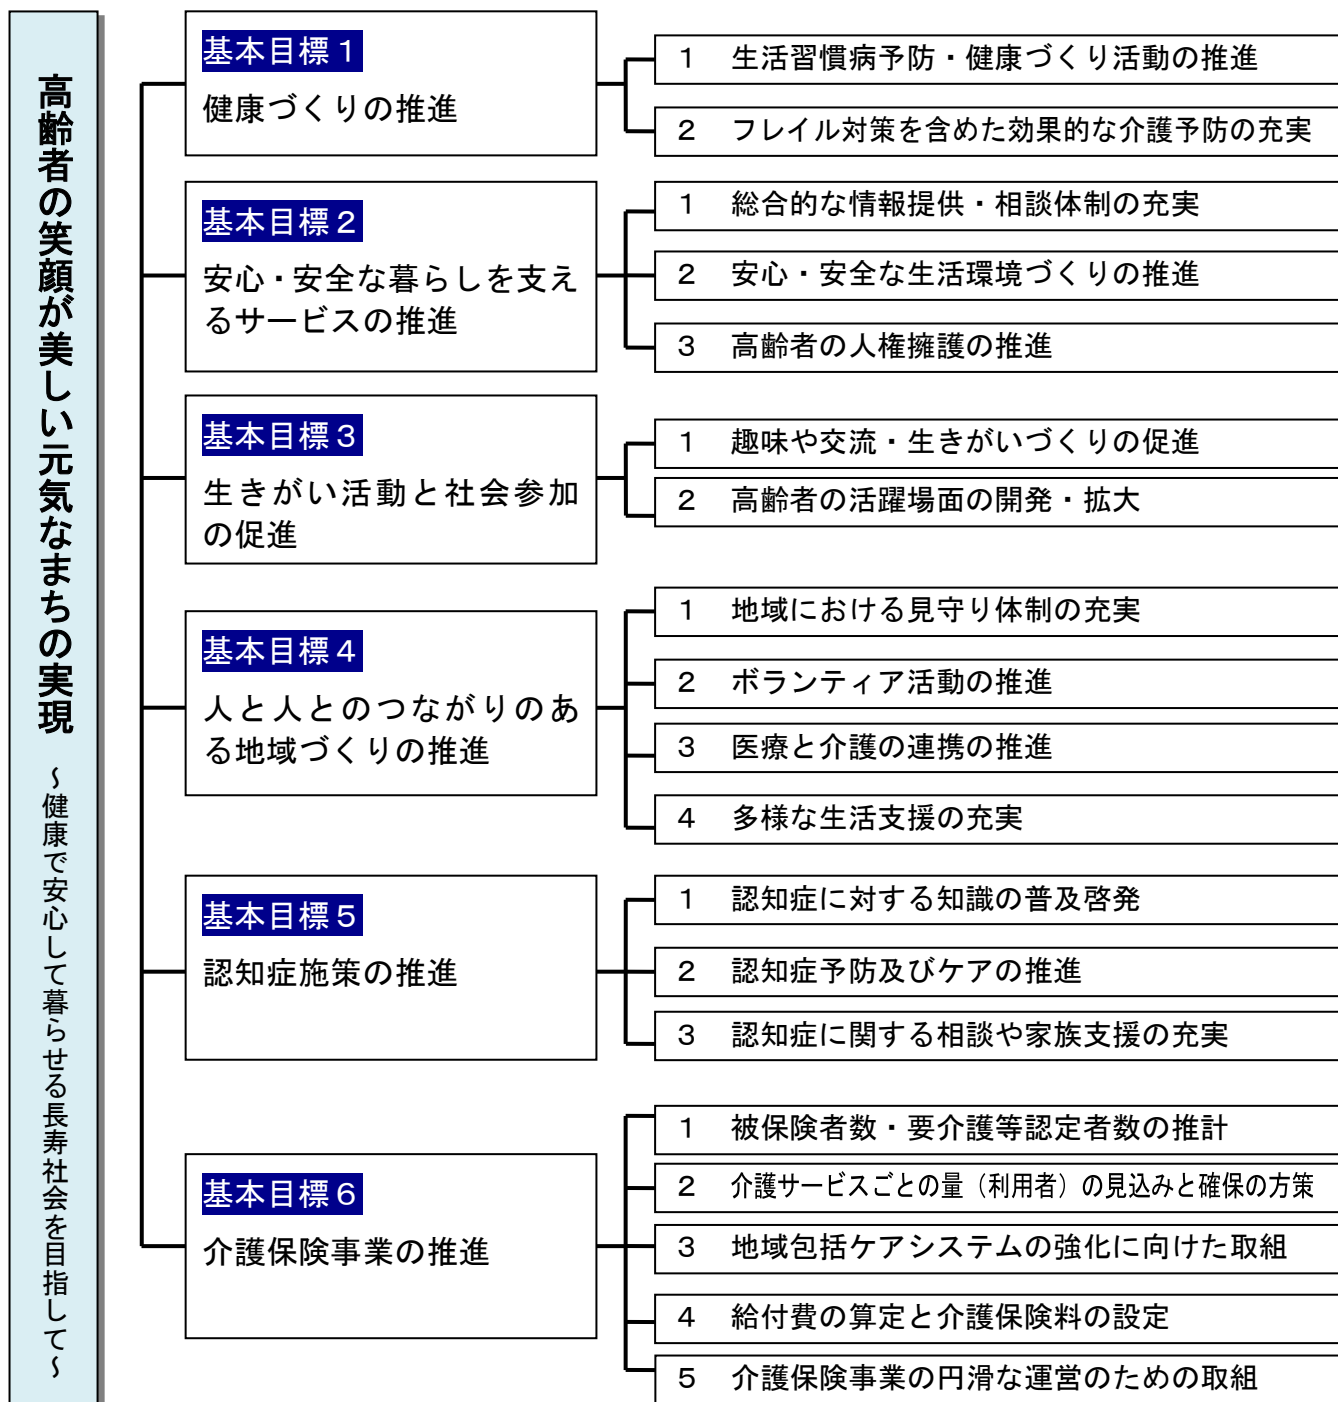 高齢者の笑顔が美しい元気なまちの実現 ～健康で安心して暮らせる長寿社会を目指して～
基本目標１
健康づくりの推進
１　生活習慣病予防・健康づくり活動の推進
２　フレイル対策を含めた効果的な介護予防の充実
基本目標２
安心・安全な暮らしを支え
るサービスの推進
１　総合的な情報提供・相談体制の充実
２　安心・安全な生活環境づくりの推進
３　高齢者の人権擁護の推進
基本目標３
生きがい活動と社会参加
の促進
１　趣味や交流・生きがいづくりの促進
２　高齢者の活躍場面の開発・拡大
基本目標４
人と人とのつながりのあ
る地域づくりの推進
１　地域における見守り体制の充実
２　ボランティア活動の推進
３　医療と介護の連携の推進
４　多様な生活支援の充実
基本目標５
認知症施策の推進
１　認知症に対する知識の普及啓発
２　認知症予防及びケアの推進
３　認知症に関する相談や家族支援の充実
基本目標６
介護保険事業の推進
１　被保険者数・要介護等認定者数の推計
２　介護サービスごとの量（利用者）の見込みと確保の方策
３　地域包括ケアシステムの強化に向けた取組
４　給付費の算定と介護保険料の設定
５　介護保険事業の円滑な運営のための取組